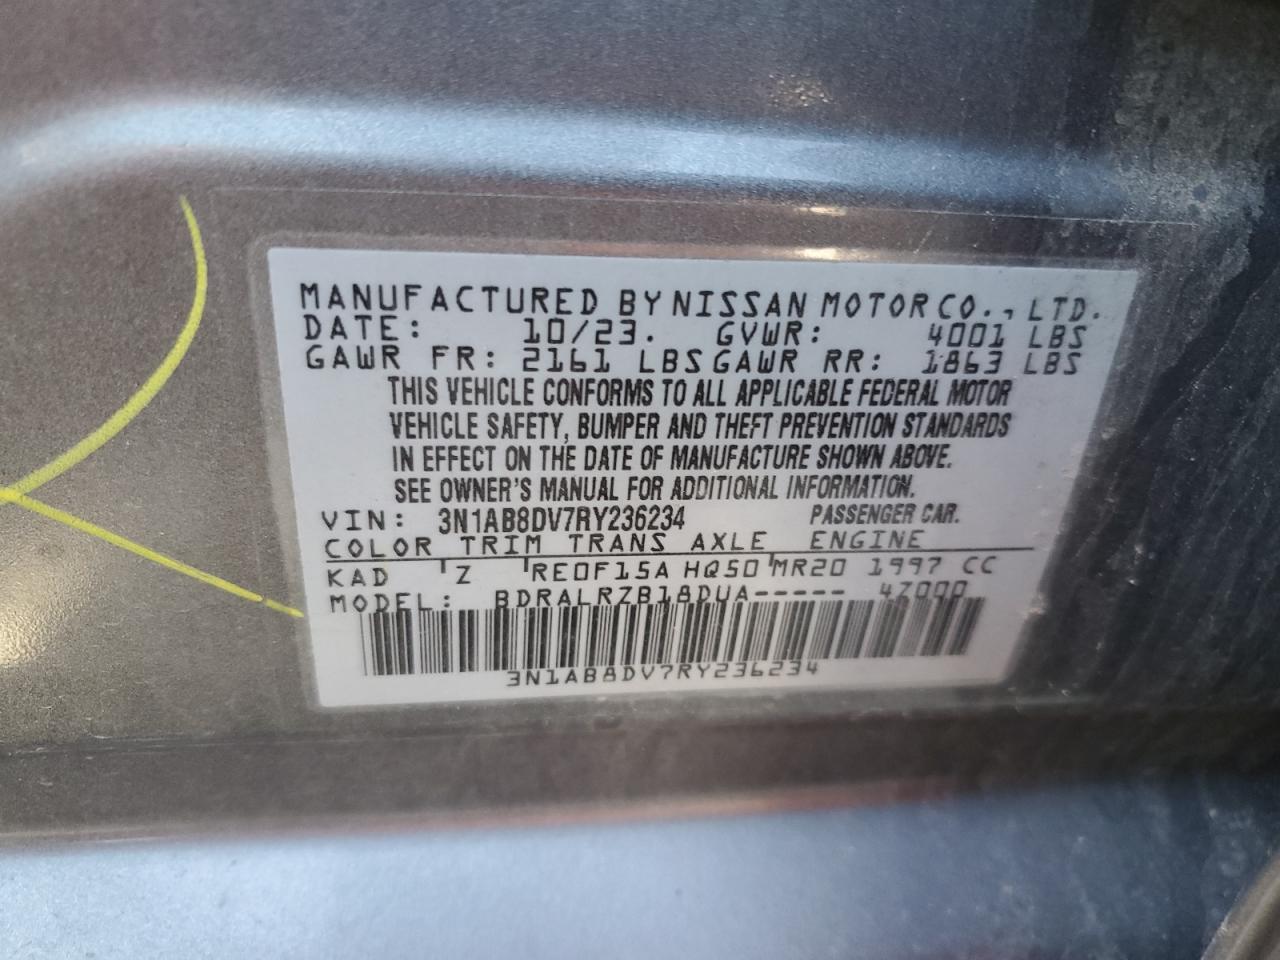 MANUFACTURED BY NISSAN MOTOR CO., LTD.
DATE: 10/23. GVWR: 4001 LBS
GAWR FR: 2161 LBS GAWR RR: 1863 LBS
THIS VEHICLE CONFORMS TO ALL APPLICABLE FEDERAL MOTOR
VEHICLE SAFETY, BUMPER AND THEFT PREVENTION STANDARDS
IN EFFECT ON THE DATE OF MANUFACTURE SHOWN ABOVE.
SEE OWNER'S MANUAL FOR ADDITIONAL INFORMATION.
VIN: 3N1AB8DV7RY236234 PASSENGER CAR.
COLOR TRIM TRANS AXLE ENGINE
KAD Z RE0F15A HQ50 MR20 1997 CC
MODEL: BDRALRZB18DUA----- 4Z000
3N1AB8DV7RY236234